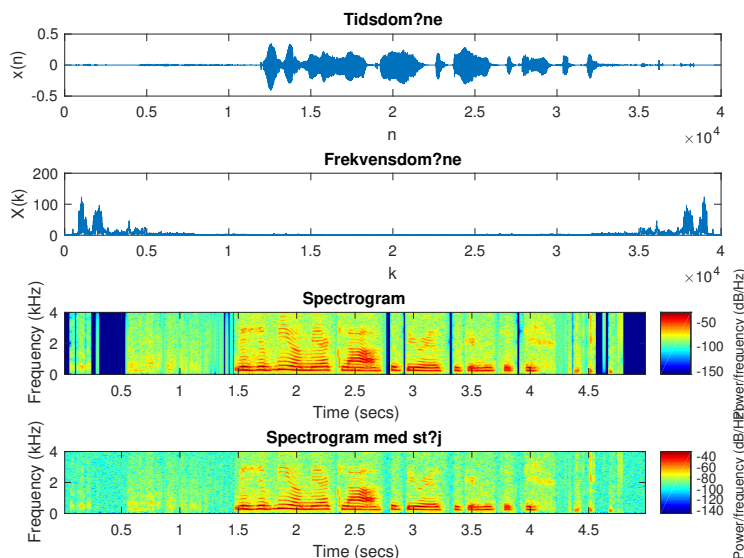 Tidsdom?ne
x(n)
0.5
0
-0.5
0 0.5 1 1.5 2 2.5 3 3.5 4
n
×10^4
Frekvensdom?ne
X(k)
200
100
0
0 0.5 1 1.5 2 2.5 3 3.5 4
k
×10^4
Spectrogram
Frequency (kHz)
4
2
0
0.5 1 1.5 2 2.5 3 3.5 4 4.5
Time (secs)
-50
-100
-150
Power/frequency (dB/Hz)
Spectrogram med st?j
Frequency (kHz)
4
2
0
0.5 1 1.5 2 2.5 3 3.5 4 4.5
Time (secs)
-40
-60
-80
-100
-120
-140
Power/frequency (dB/H